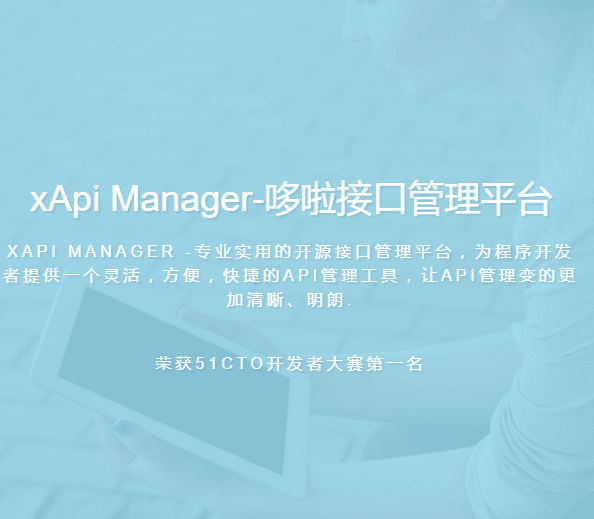 xApi Manager-哆啦接口管理平台
XAPI MANAGER -专业实用的开源接口管理平台，为程序开发
者提供一个灵活，方便，快捷的API管理工具，让API管理变的更
加清晰、明朗.
荣获51CTO开发者大赛第一名